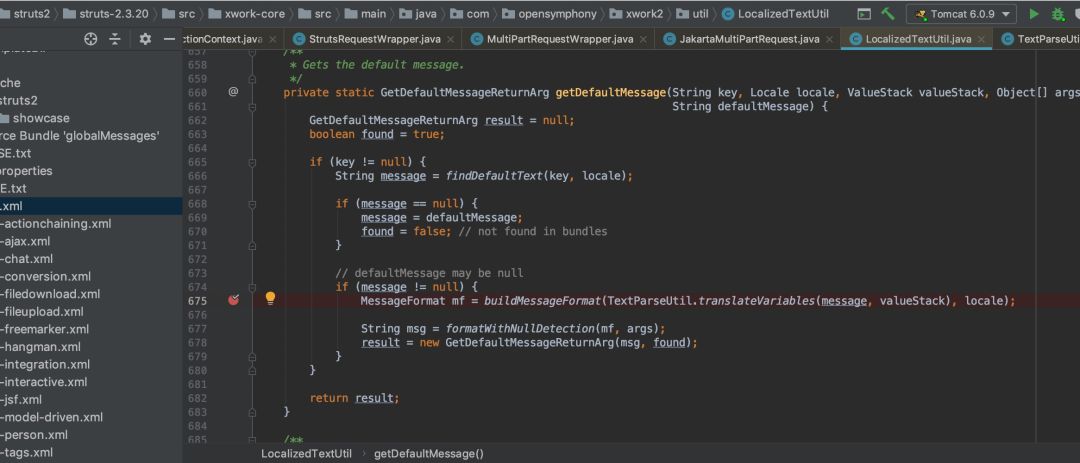 struts2 › struts-2.3.20 › src › xwork-core › src › main › java › com › opensymphony › xwork2 › util › LocalizedTextUtil
Tomcat 6.0.9
ctionContext.java × StrutsRequestWrapper.java × MultiPartRequestWrapper.java × JakartaMultiPartRequest.java × LocalizedTextUtil.java × TextParseUti
che
struts2
showcase
rce Bundle 'globalMessages'
SE.txt
properties
E.txt
.xml
-actionchaining.xml
-ajax.xml
-chat.xml
-conversion.xml
-filedownload.xml
-fileupload.xml
-freemarker.xml
-hangman.xml
-integration.xml
-interactive.xml
-jsf.xml
-model-driven.xml
-person.xml
-tags.xml
657 /**
658 * Gets the default message.
659 */
660 @ private static GetDefaultMessageReturnArg getDefaultMessage(String key, Locale locale, ValueStack valueStack, Object[] args
661 String defaultMessage) {
662 GetDefaultMessageReturnArg result = null;
663 boolean found = true;
664
665 if (key != null) {
666 String message = findDefaultText(key, locale);
667
668 if (message == null) {
669 message = defaultMessage;
670 found = false; // not found in bundles
671 }
672
673 // defaultMessage may be null
674 if (message != null) {
675 MessageFormat mf = buildMessageFormat(TextParseUtil.translateVariables(message, valueStack), locale);
676
677 String msg = formatWithNullDetection(mf, args);
678 result = new GetDefaultMessageReturnArg(msg, found);
679 }
680 }
681
682 return result;
683 }
684
685 /**
LocalizedTextUtil › getDefaultMessage()